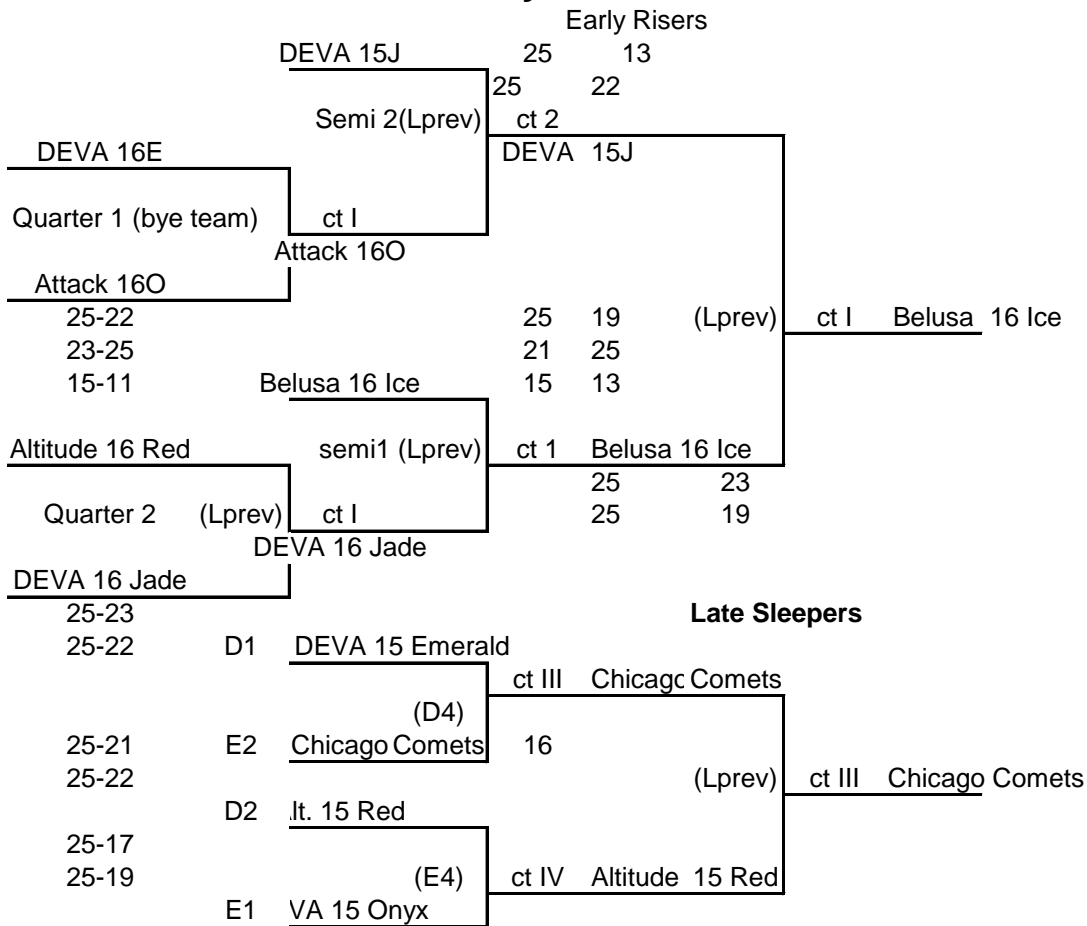 Early Risers
DEVA 15J 25 13
25 22
Semi 2(Lprev) ct 2
DEVA 16E DEVA 15J
Quarter 1 (bye team) ct I
Attack 16O
Attack 16O
25-22 25 19 (Lprev) ct I Belusa 16 Ice
23-25 21 25
15-11 Belusa 16 Ice 15 13
Altitude 16 Red semi1 (Lprev) ct 1 Belusa 16 Ice
25 23
Quarter 2 (Lprev) ct I 25 19
DEVA 16 Jade
DEVA 16 Jade
25-23 Late Sleepers
25-22 D1 DEVA 15 Emerald
ct III Chicago Comets
(D4)
25-21 E2 Chicago Comets 16
25-22 (Lprev) ct III Chicago Comets
D2 lt. 15 Red
25-17
25-19 (E4) ct IV Altitude 15 Red
E1 VA 15 Onyx